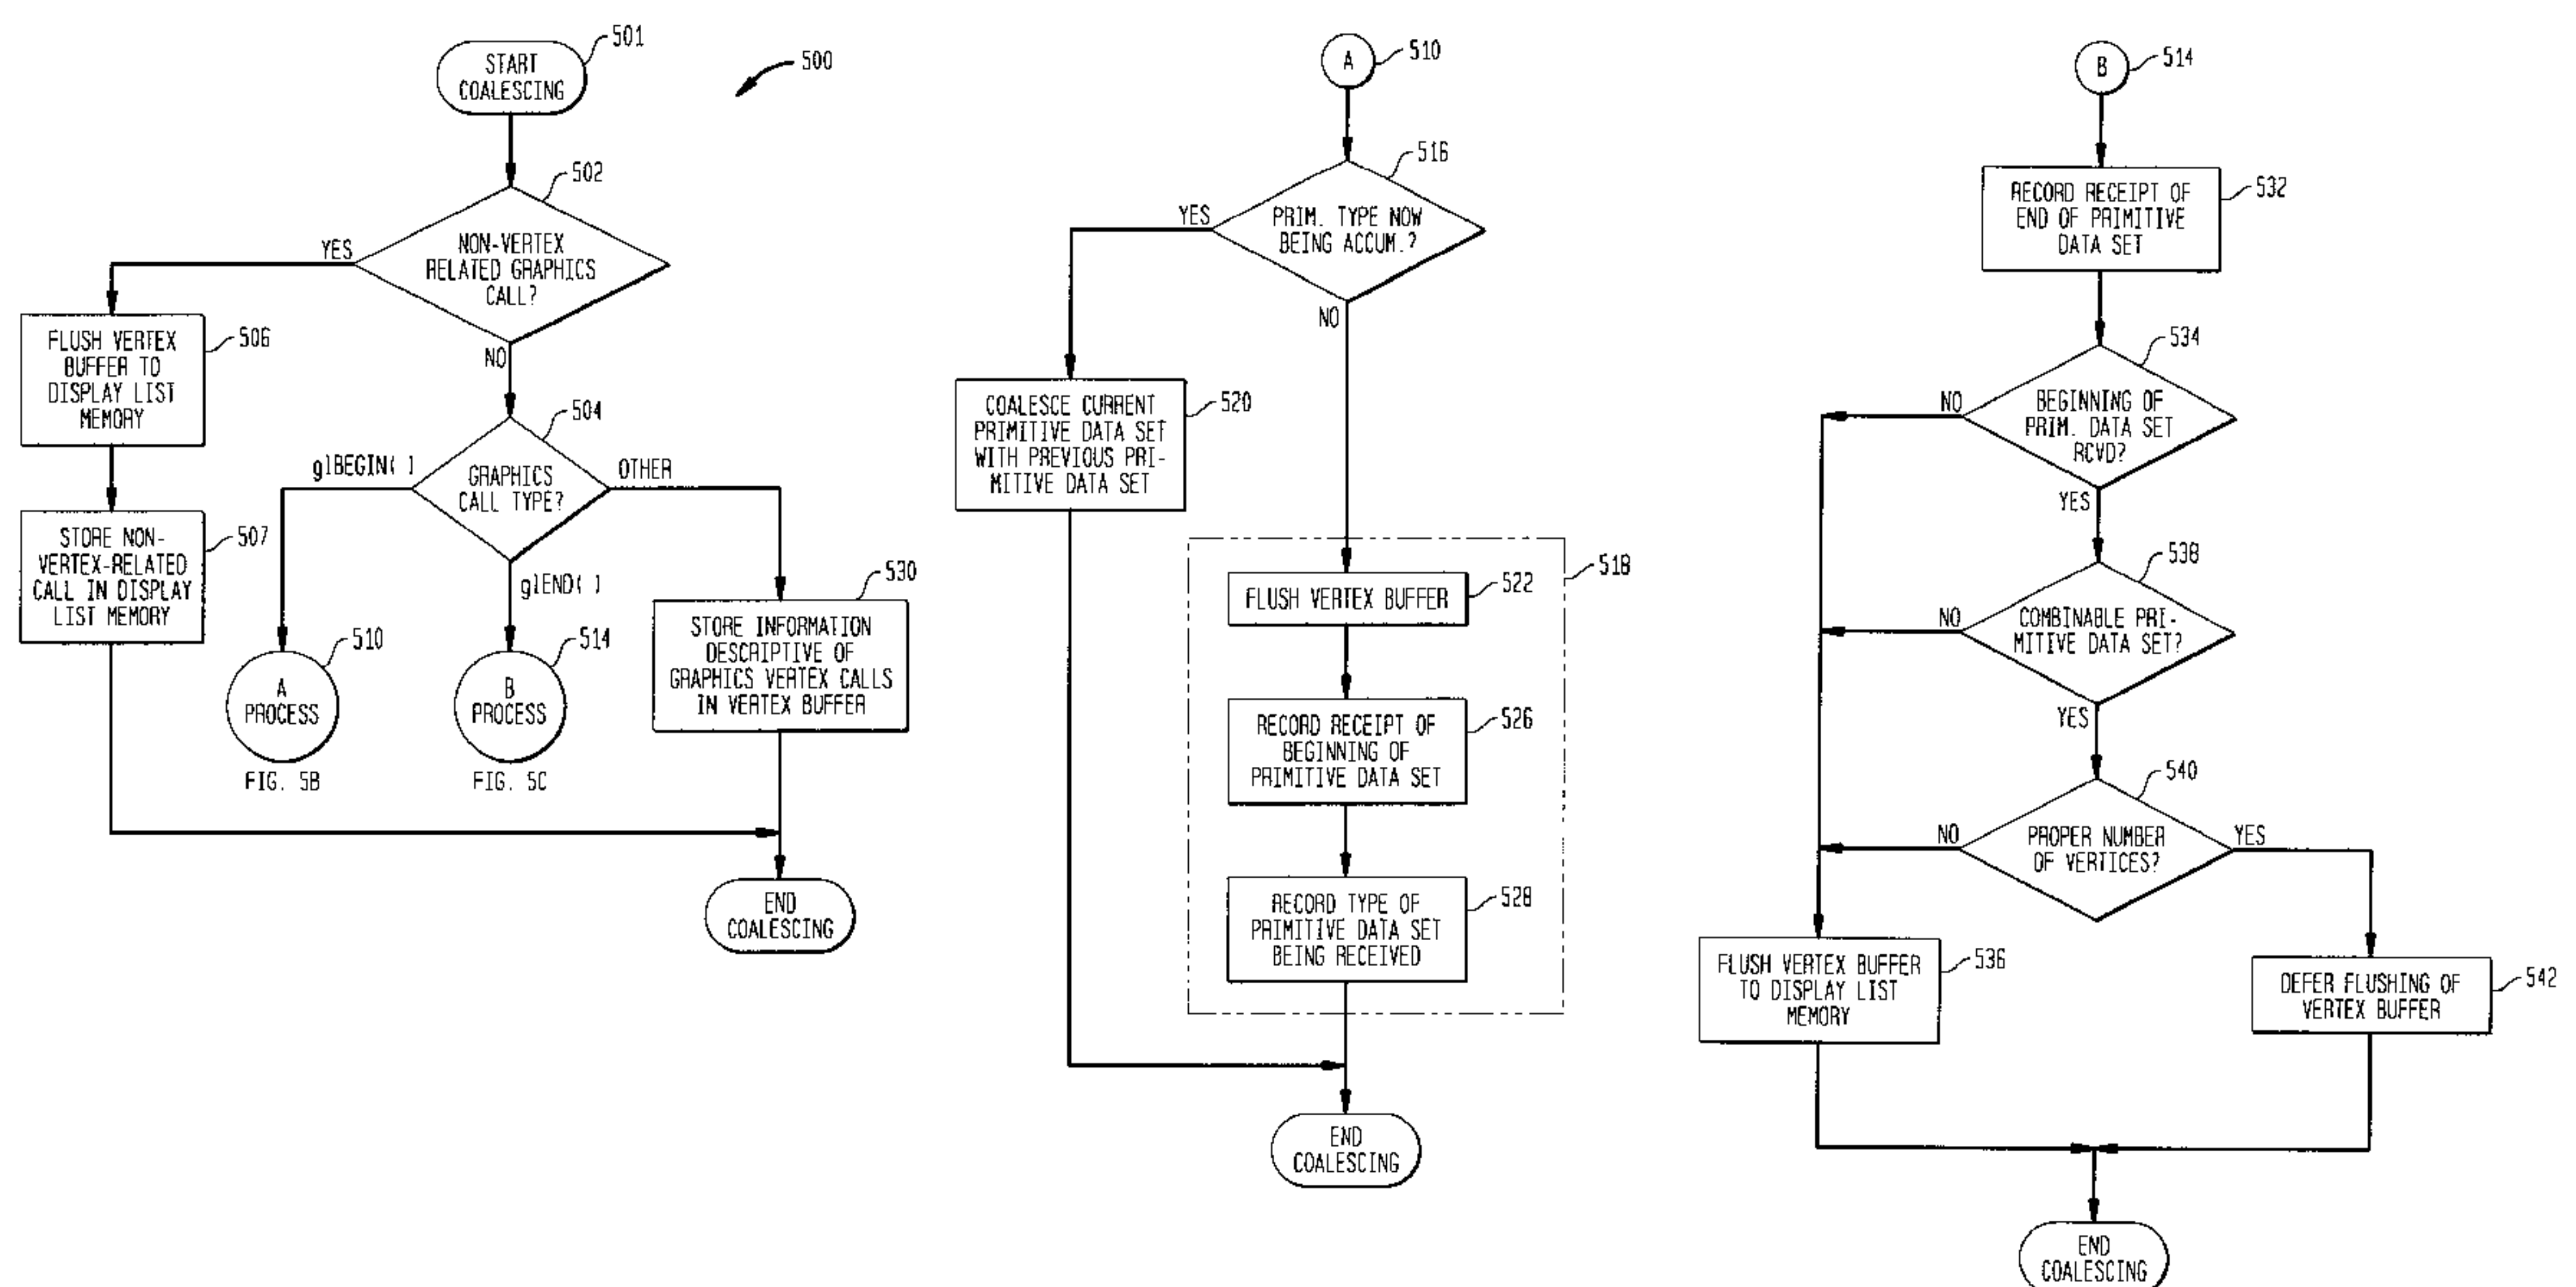 START
COALESCING
501
500
502
NON-VERTEX
RELATED GRAPHICS
CALL?
YES
NO
FLUSH VERTEX
BUFFER TO
DISPLAY LIST
MEMORY
506
504
GRAPHICS
CALL TYPE?
glBEGIN( )
OTHER
glEND( )
STORE NON-
VERTEX-RELATED
CALL IN DISPLAY
LIST MEMORY
507
510
A
PROCESS
FIG. 5B
514
B
PROCESS
FIG. 5C
530
STORE INFORMATION
DESCRIPTIVE OF
GRAPHICS VERTEX CALLS
IN VERTEX BUFFER
END
COALESCING
A
510
516
PRIM. TYPE NOW
BEING ACCUM.?
YES
NO
COALESCE CURRENT
PRIMITIVE DATA SET
WITH PREVIOUS PRI-
MITIVE DATA SET
520
518
FLUSH VERTEX BUFFER
522
RECORD RECEIPT OF
BEGINNING OF
PRIMITIVE DATA SET
526
RECORD TYPE OF
PRIMITIVE DATA SET
BEING RECEIVED
528
END
COALESCING
B
514
RECORD RECEIPT OF
END OF PRIMITIVE
DATA SET
532
534
BEGINNING OF
PRIM. DATA SET
RCVD?
NO
YES
538
COMBINABLE PRI-
MITIVE DATA SET?
NO
YES
540
PROPER NUMBER
OF VERTICES?
NO
YES
FLUSH VERTEX BUFFER
TO DISPLAY LIST
MEMORY
536
DEFER FLUSHING OF
VERTEX BUFFER
542
END
COALESCING